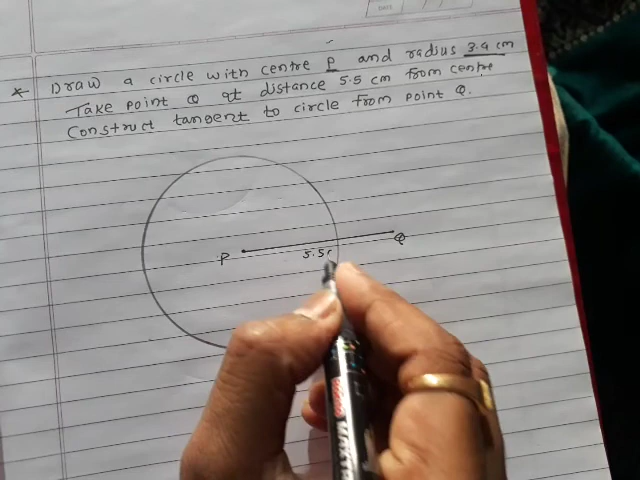 * Draw a circle with centre P and radius 3.4 cm
Take point Q at distance 5.5 cm from centre
Construct tangent to circle from point Q.
P
Q
5.5c